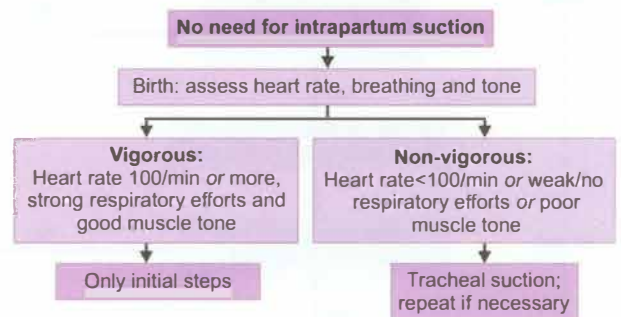 No need for intrapartum suction
Birth: assess heart rate, breathing and tone
Vigorous:
Heart rate 100/min or more,
strong respiratory efforts and
good muscle tone
Non-vigorous:
Heart rate<100/min or weak/no
respiratory efforts or poor
muscle tone
Only initial steps
Tracheal suction;
repeat if necessary